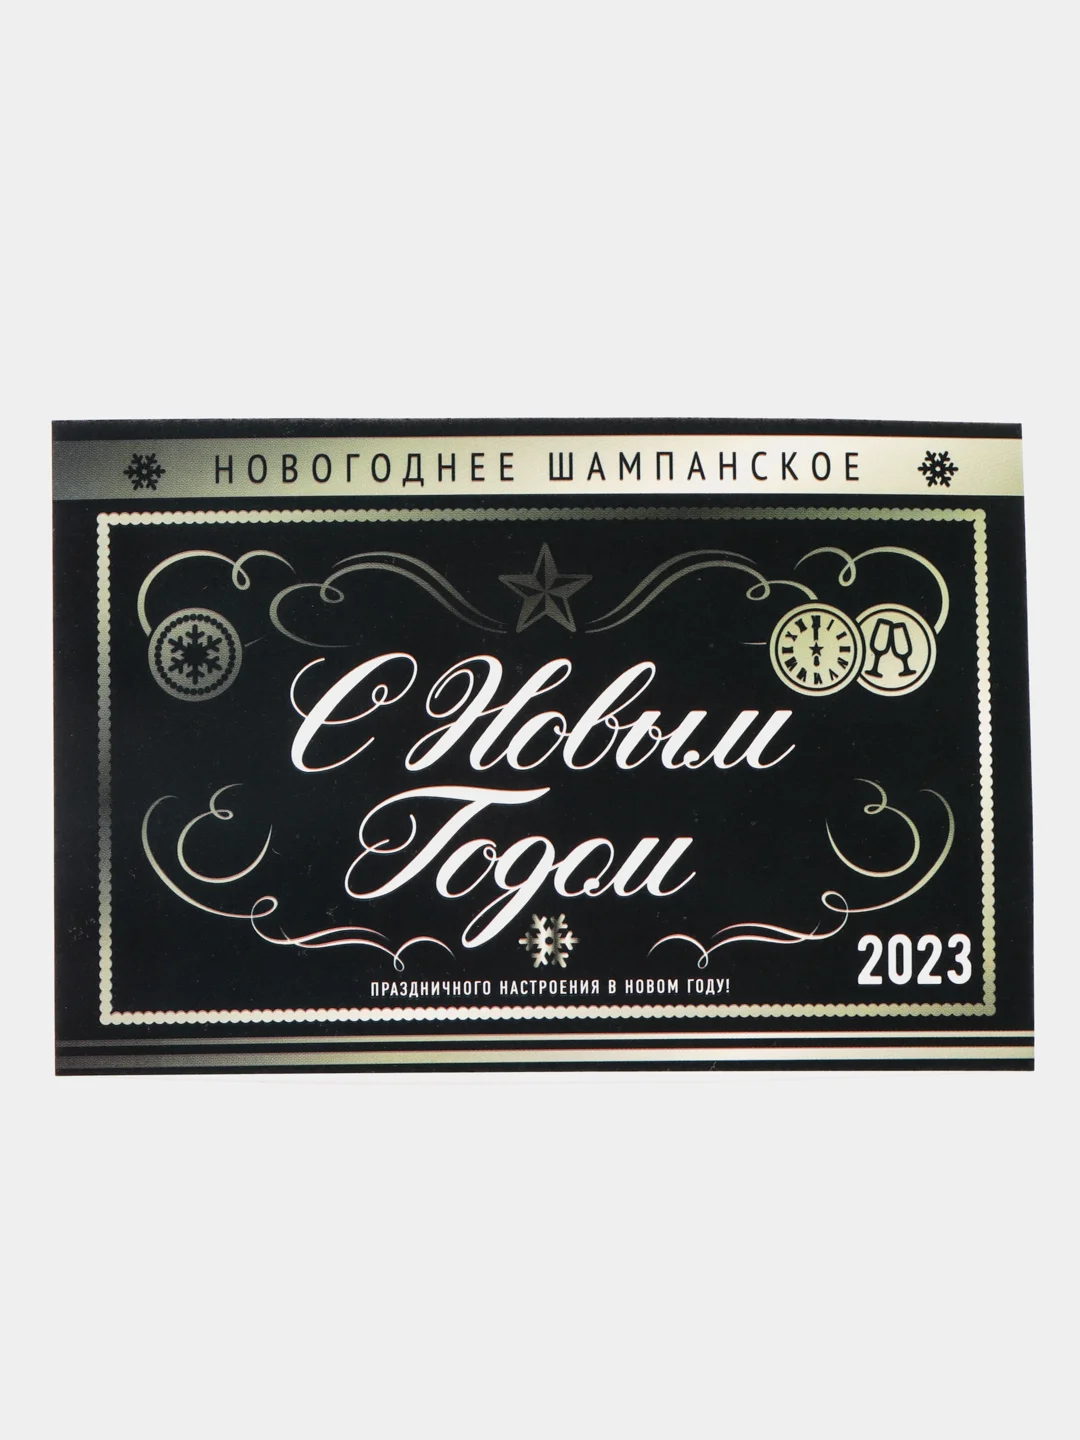 НОВОГОДНЕЕ ШАМПАНСКОЕ
С Новым
Годом
2023
ПРАЗДНИЧНОГО НАСТРОЕНИЯ В НОВОМ ГОДУ!